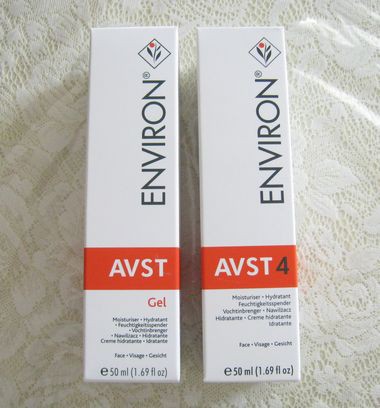 ENVIRON®
AVST
Gel
Moisturiser • Hydratant
• Feuchtigkeitsspender
• Vochtinbrenger
• Nawilżacz • Hidratante
Creme hidratante • Idratante
Face • Visage • Gesicht
e 50 ml (1.69 fl oz)
ENVIRON®
AVST 4
Moisturiser • Hydratant
Feuchtigkeitsspender
Vochtinbrenger • Nawilżacz
Hidratante • Creme hidratante
Idratante
Face • Visage • Gesicht
e 50 ml (1.69 fl oz)